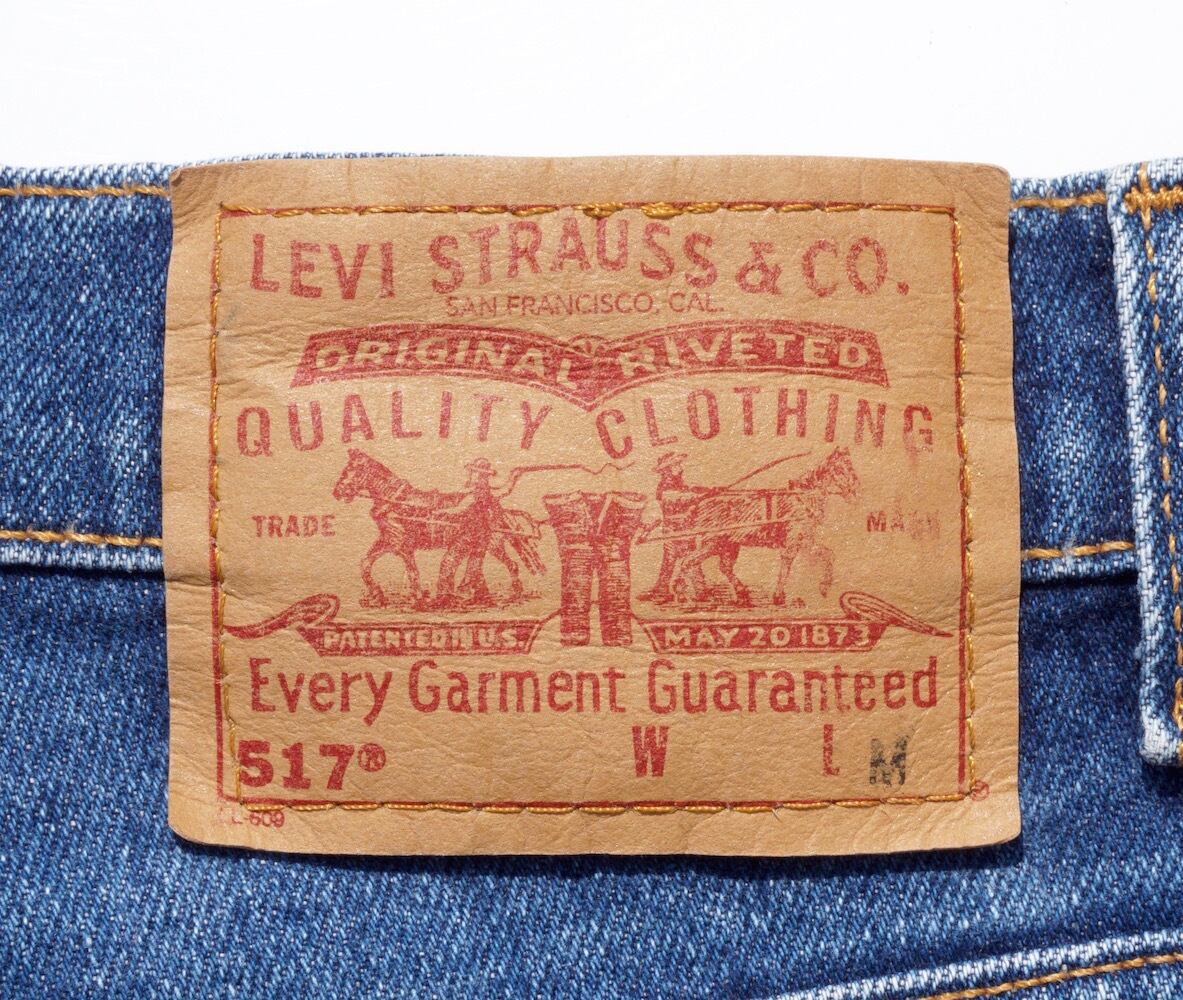 LEVI STRAUSS & CO.
SAN FRANCISCO, CAL.
ORIGINAL RIVETED
QUALITY CLOTHING
TRADE MARK
PATENTED IN U.S. MAY 20 1873
Every Garment Guaranteed
517® W L M
®